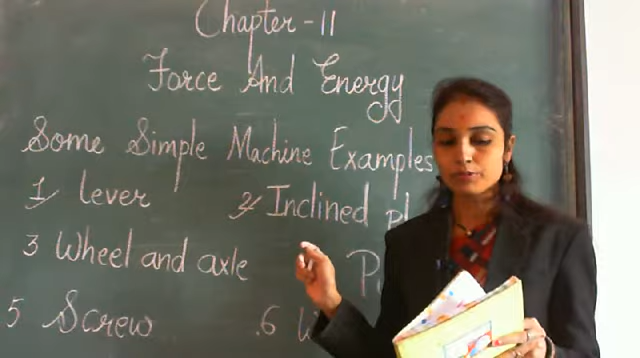 Chapter-11
Force And Energy
Some Simple Machine Examples
1 lever 2 Inclined pl
3 Wheel and axle P
5 Screw .6 W